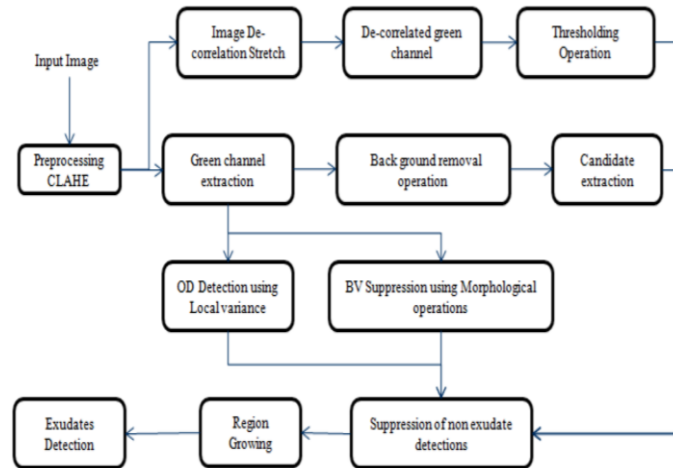 Image De-
correlation Stretch
De-correlated green
channel
Thresholding
Operation
Input Image
Preprocessing
CLAHE
Green channel
extraction
Back ground removal
operation
Candidate
extraction
OD Detection using
Local variance
BV Suppression using Morphological
operations
Exudates
Detection
Region
Growing
Suppression of non exudate
detections